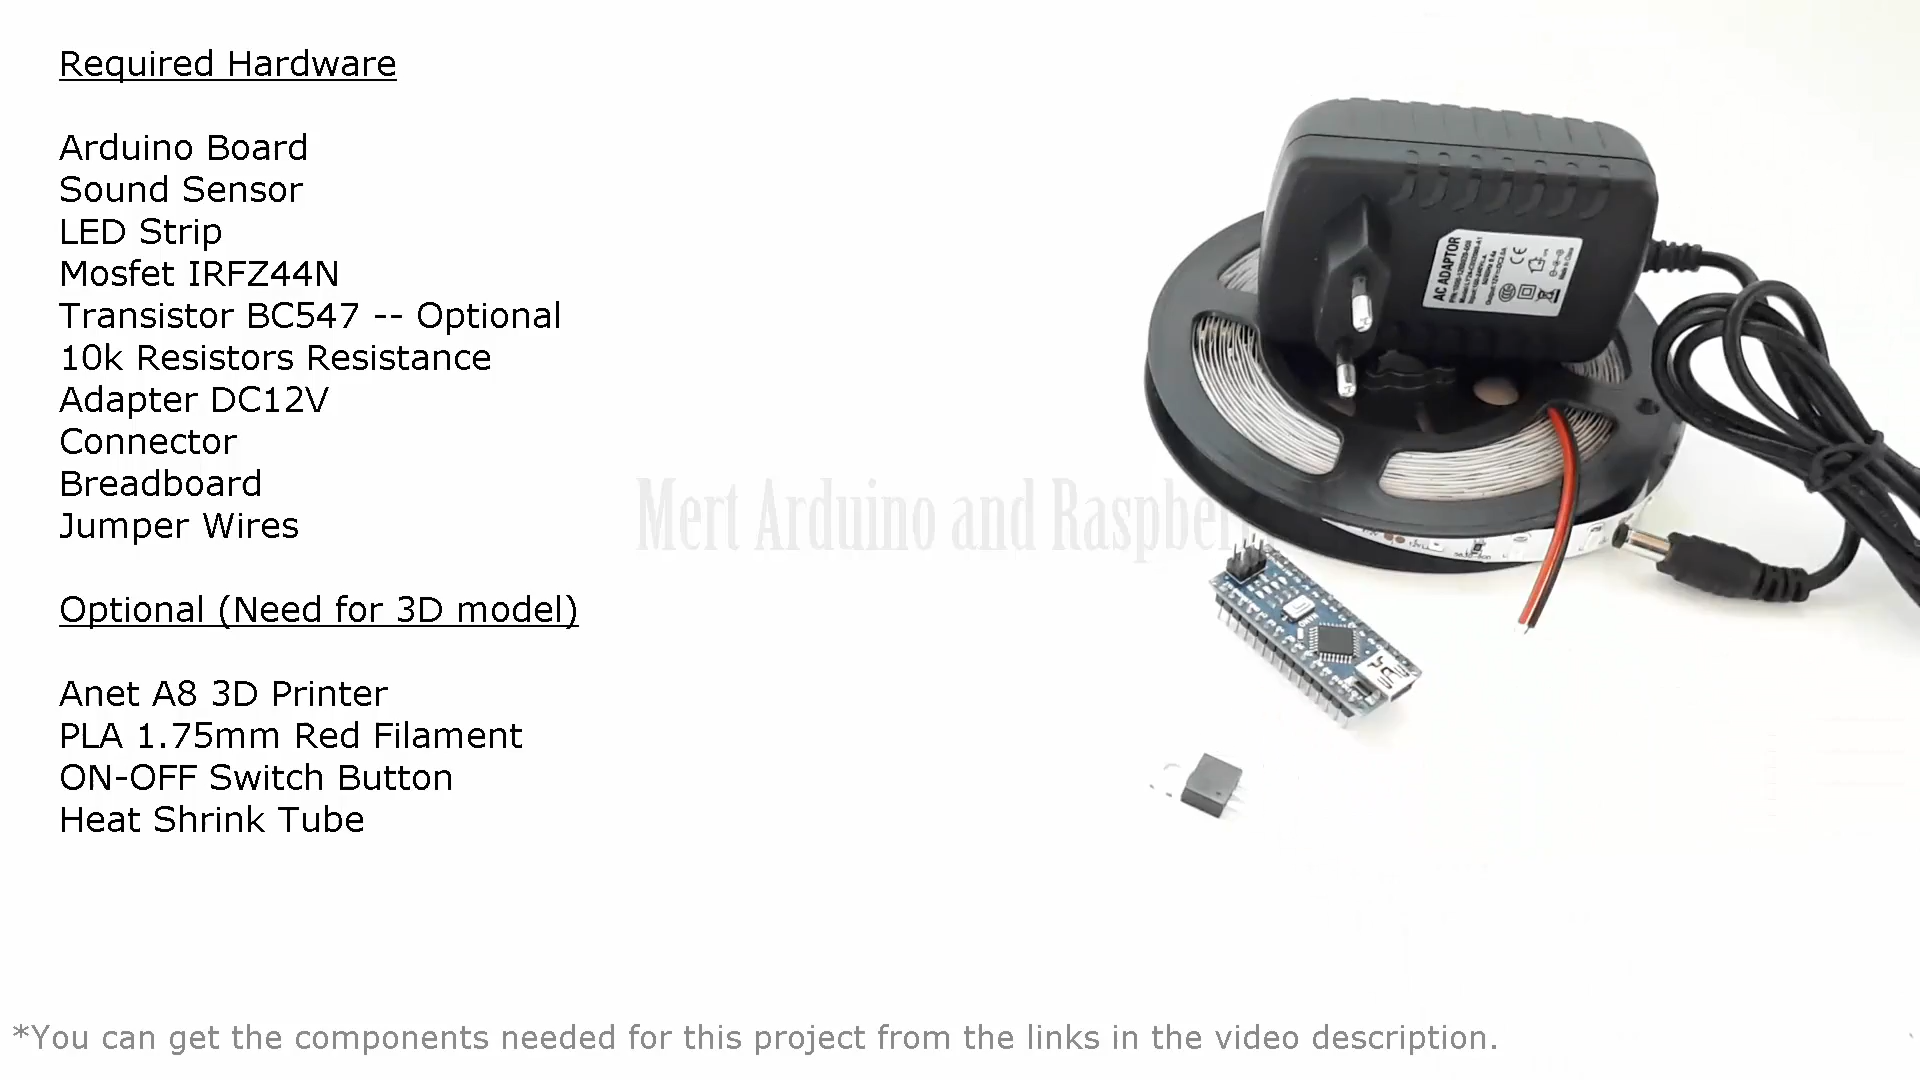 Required Hardware
Arduino Board
Sound Sensor
LED Strip
Mosfet IRFZ44N
Transistor BC547 -- Optional
10k Resistors Resistance
Adapter DC12V
Connector
Breadboard
Jumper Wires
Optional (Need for 3D model)
Anet A8 3D Printer
PLA 1.75mm Red Filament
ON-OFF Switch Button
Heat Shrink Tube
Mert Arduino and Raspber
AC ADAPTOR
NANO
*You can get the components needed for this project from the links in the video description.